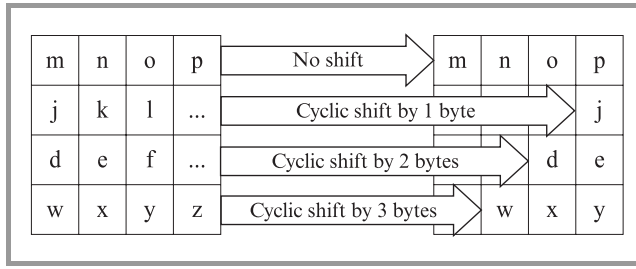 m n o p No shift m n o p
j k l ... Cyclic shift by 1 byte j
d e f ... Cyclic shift by 2 bytes d e
w x y z Cyclic shift by 3 bytes w x y